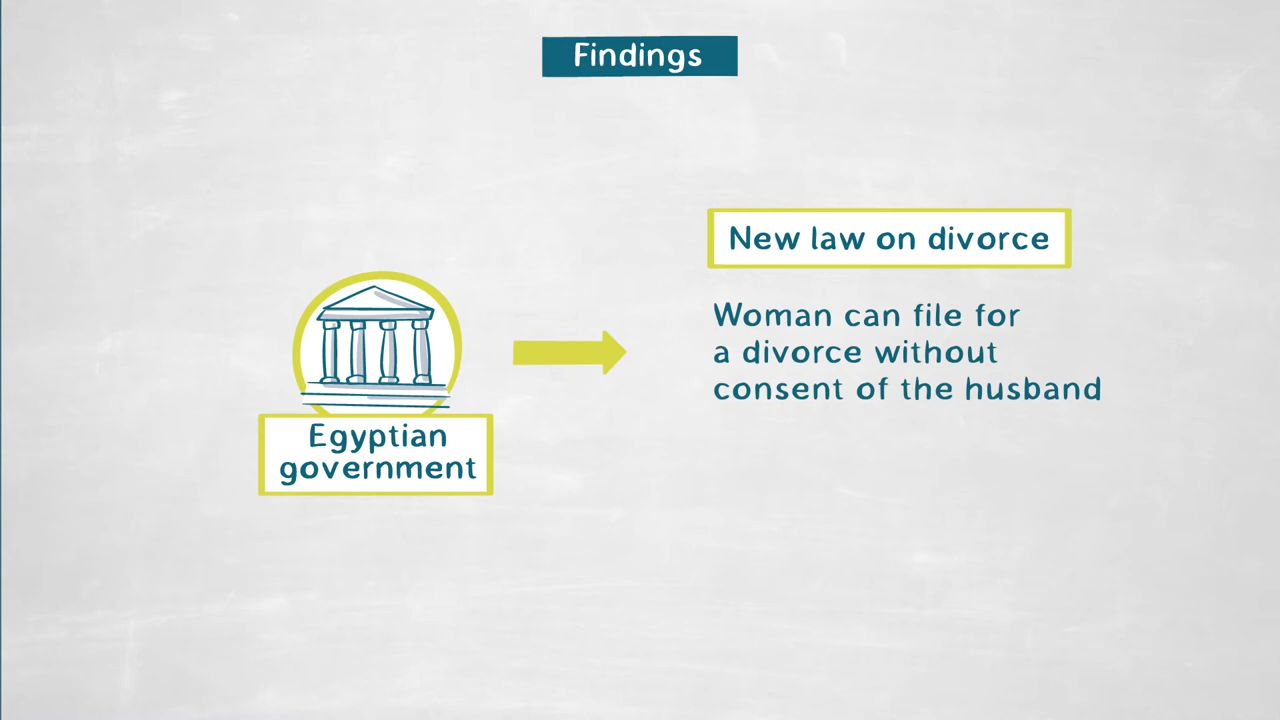 Findings
New law on divorce
Woman can file for
a divorce without
consent of the husband
Egyptian
government